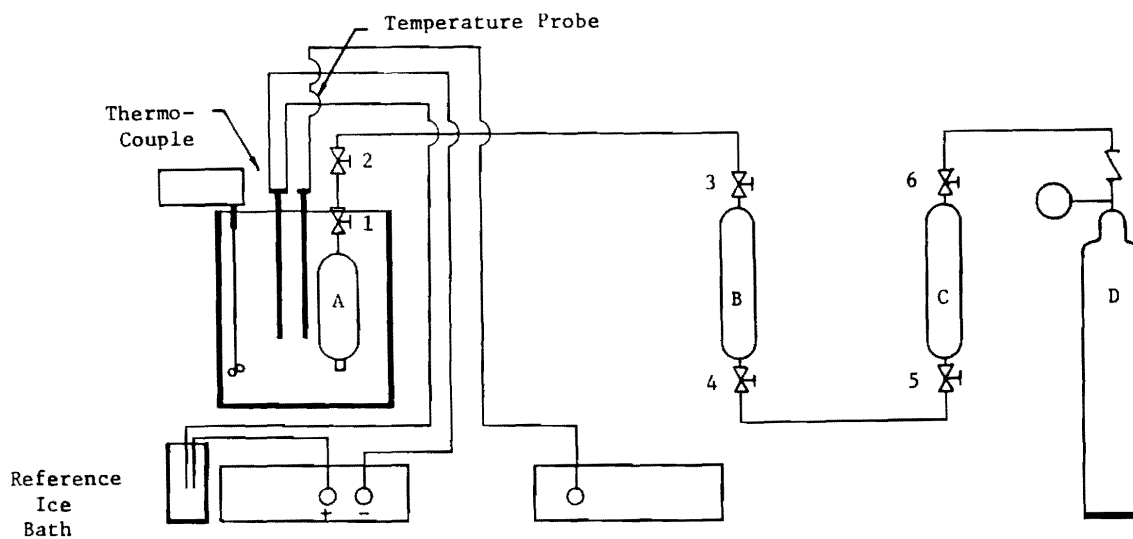 Temperature Probe
Thermo-
Couple
2
1
3
6
A
B
C
D
4
5
+
-
Reference
Ice
Bath